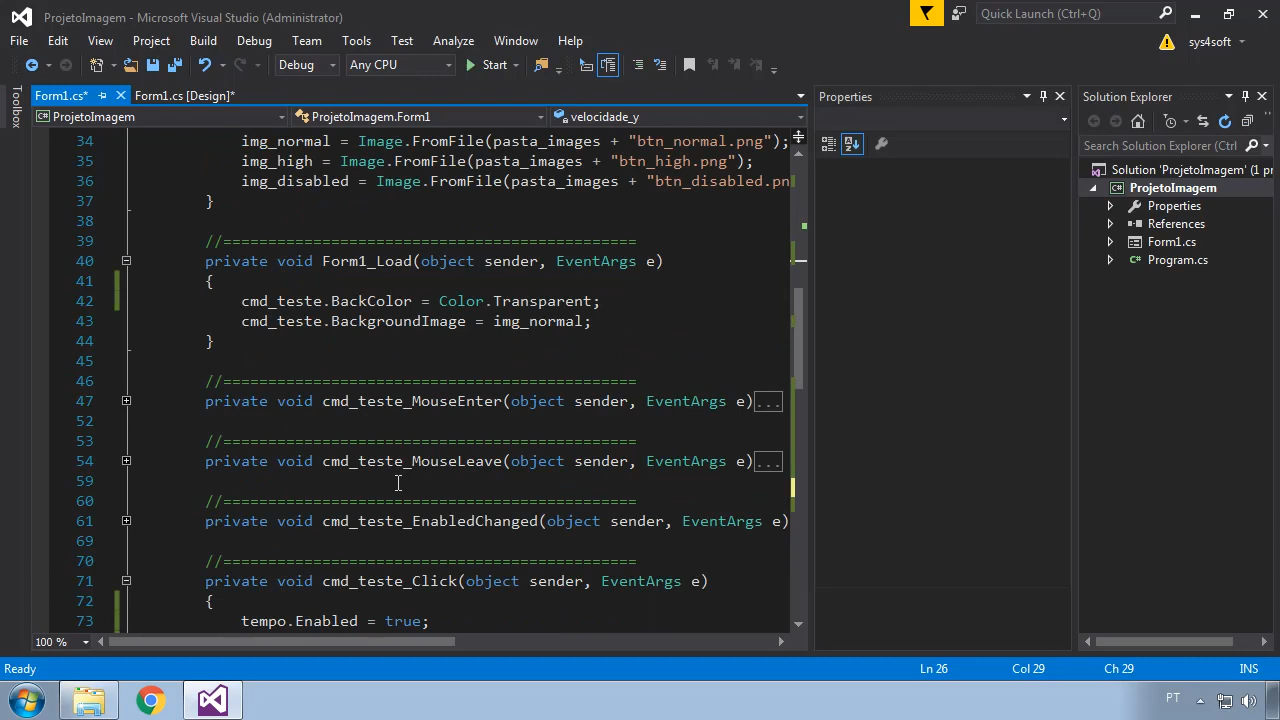 ProjetoImagem - Microsoft Visual Studio (Administrator)
Quick Launch (Ctrl+Q)
File Edit View Project Build Debug Team Tools Test Analyze Window Help
sys4soft
Debug Any CPU Start
Toolbox
Form1.cs* Form1.cs [Design]*
ProjetoImagem ProjetoImagem.Form1 velocidade_y
34 img_normal = Image.FromFile(pasta_images + "btn_normal.png");
35 img_high = Image.FromFile(pasta_images + "btn_high.png");
36 img_disabled = Image.FromFile(pasta_images + "btn_disabled.pn
37 }
38
39 //==============================================
40 private void Form1_Load(object sender, EventArgs e)
41 {
42 cmd_teste.BackColor = Color.Transparent;
43 cmd_teste.BackgroundImage = img_normal;
44 }
45
46 //==============================================
47 private void cmd_teste_MouseEnter(object sender, EventArgs e)...
52
53 //==============================================
54 private void cmd_teste_MouseLeave(object sender, EventArgs e)...
59
60 //==============================================
61 private void cmd_teste_EnabledChanged(object sender, EventArgs e)
69
70 //==============================================
71 private void cmd_teste_Click(object sender, EventArgs e)
72 {
73 tempo.Enabled = true;
100 %
Properties
Solution Explorer
Search Solution Explorer (Ctrl
Solution 'ProjetoImagem' (1 pr
ProjetoImagem
Properties
References
Form1.cs
Program.cs
Ready Ln 26 Col 29 Ch 29 INS
PT